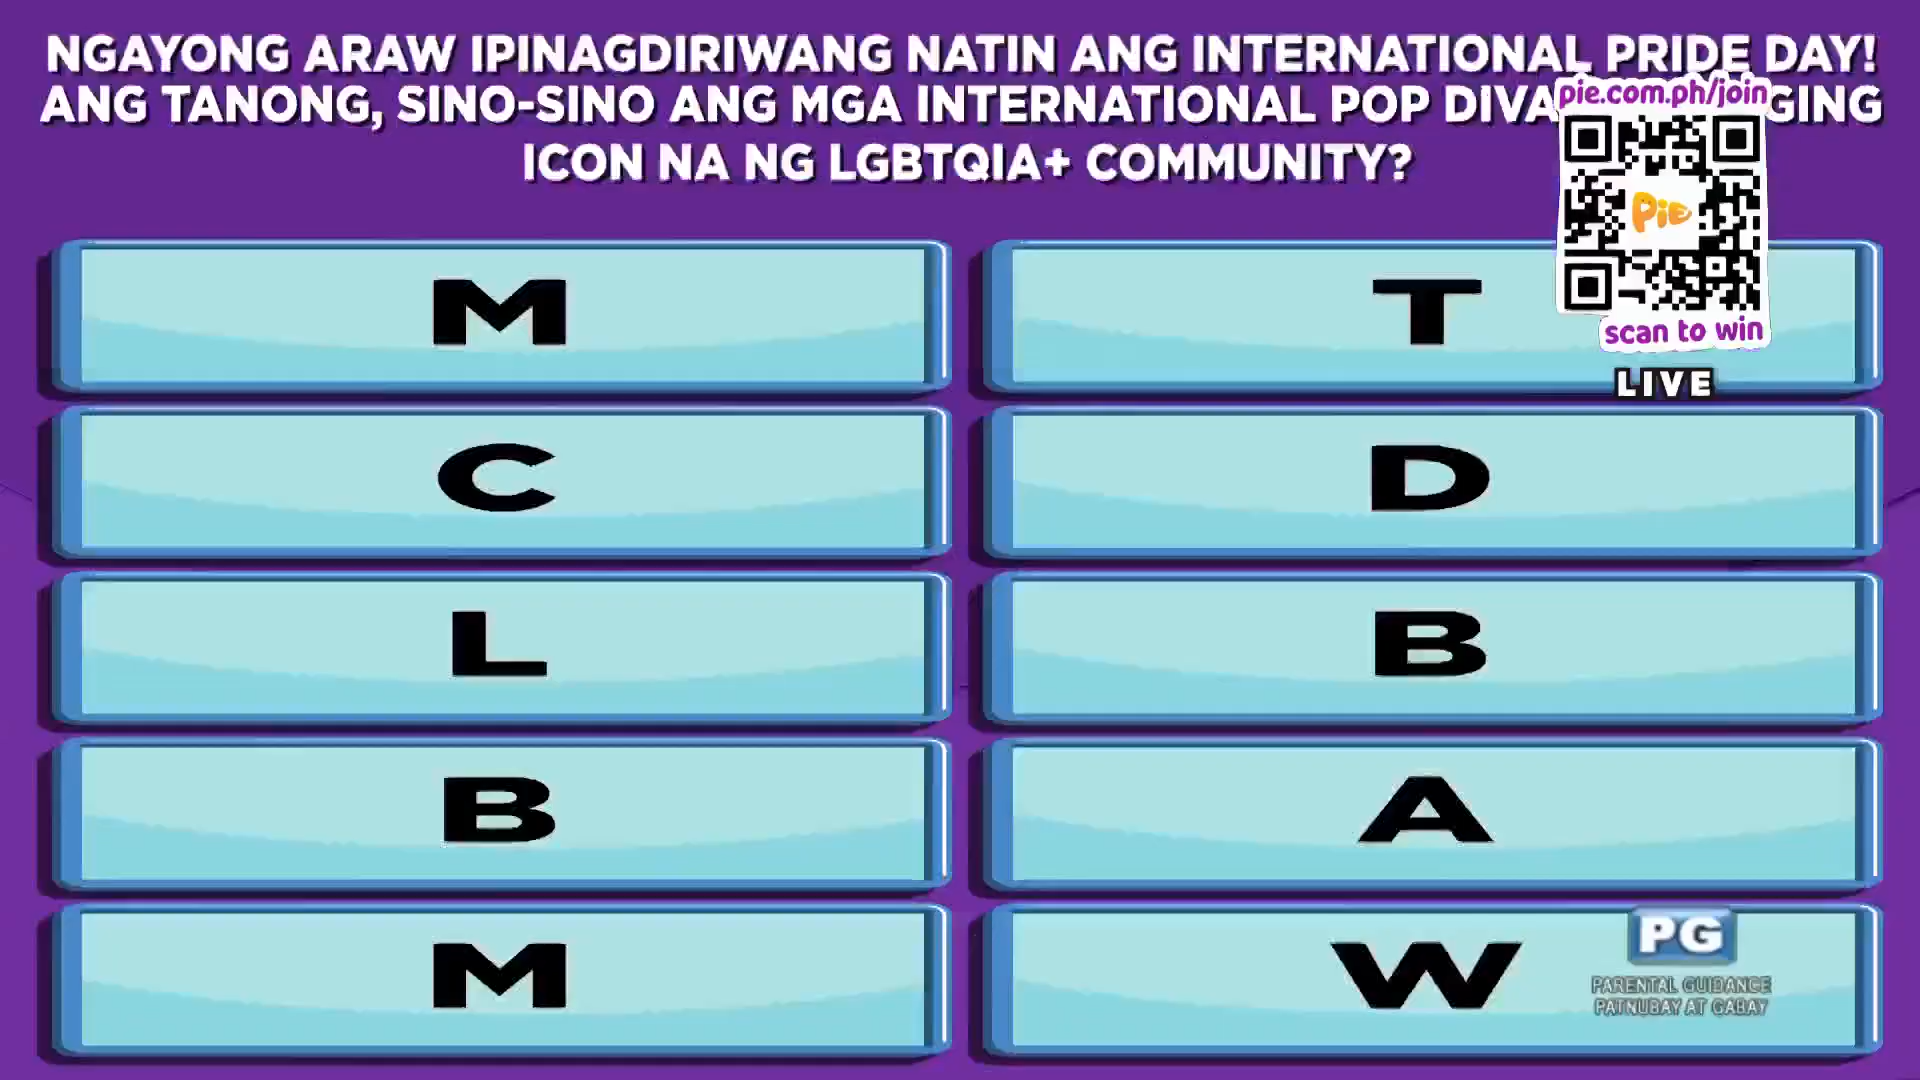 NGAYONG ARAW IPINAGDIRIWANG NATIN ANG INTERNATIONAL PRIDE DAY!
ANG TANONG, SINO-SINO ANG MGA INTERNATIONAL POP DIVA GING
ICON NA NG LGBTQIA+ COMMUNITY?
pie.com.ph/join
PiE
scan to win
LIVE
M
T
C
D
L
B
B
A
M
W
PG
PARENTAL GUIDANCE
PATNUBAY AT GABAY